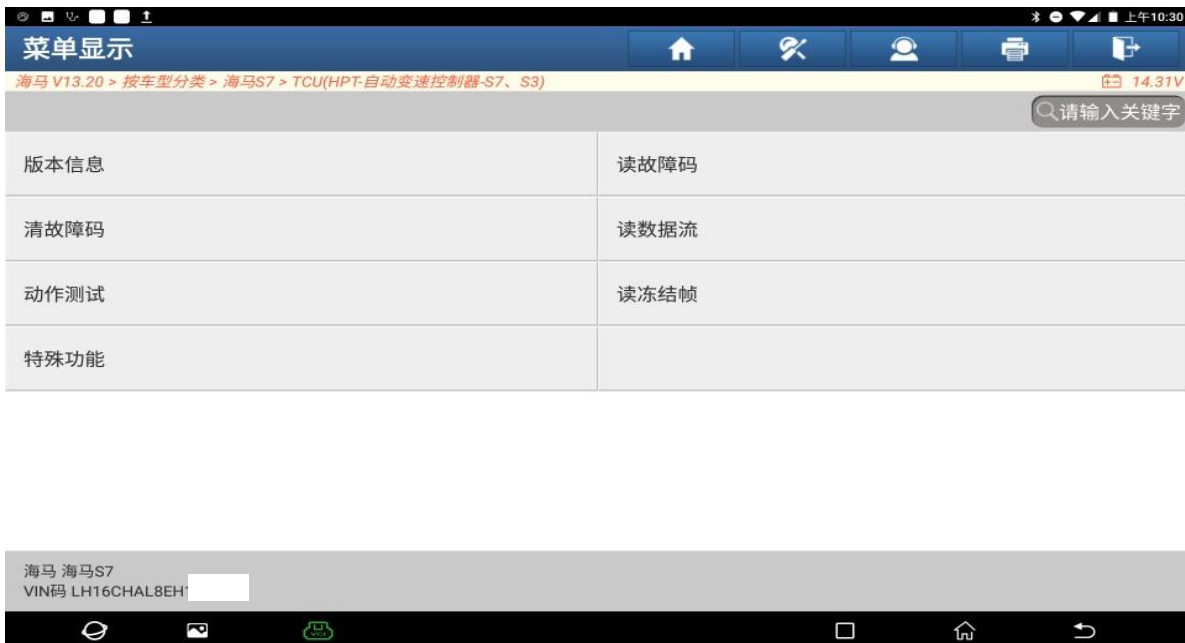 上午10:30
菜单显示
海马 V13.20 > 按车型分类 > 海马S7 > TCU(HPT-自动变速控制器-S7、S3)
14.31V
请输入关键字
版本信息
读故障码
清故障码
读数据流
动作测试
读冻结帧
特殊功能
海马 海马S7
VIN码 LH16CHAL8EH1
VCI